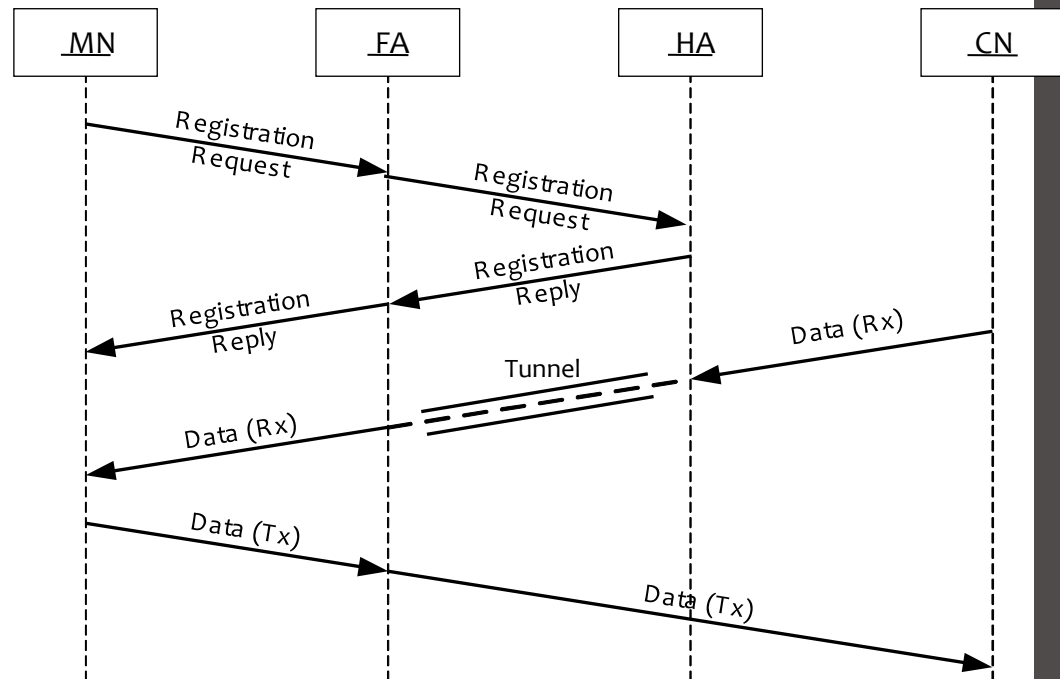 MN
FA
HA
CN
Registration
Request
Registration
Request
Registration
Reply
Registration
Reply
Data (Rx)
Tunnel
Data (Rx)
Data (Tx)
Data (Tx)